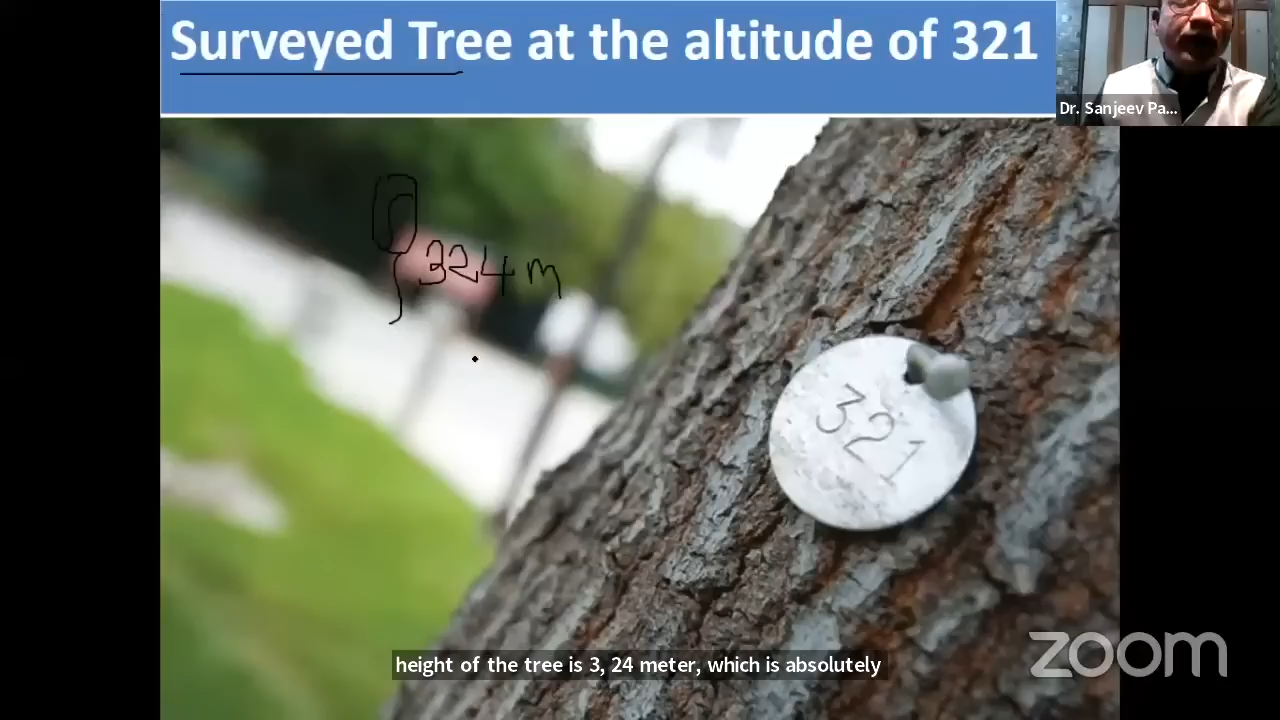 Surveyed Tree at the altitude of 321
Dr. Sanjeev Pa...
324 m
321
height of the tree is 3, 24 meter, which is absolutely
zoom